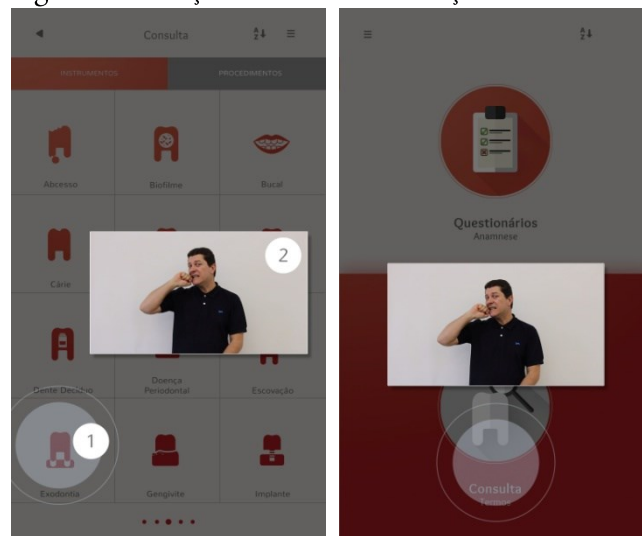 Consulta
A
Z
INSTRUMENTOS
PROCEDIMENTOS
Abcesso
Biofilme
Bucal
2
Cárie
Dente Decíduo
Doença
Periodontal
Escovação
1
Exodontia
Gengivite
Implante
A
Z
Questionários
Anamnese
Consulta
Termos